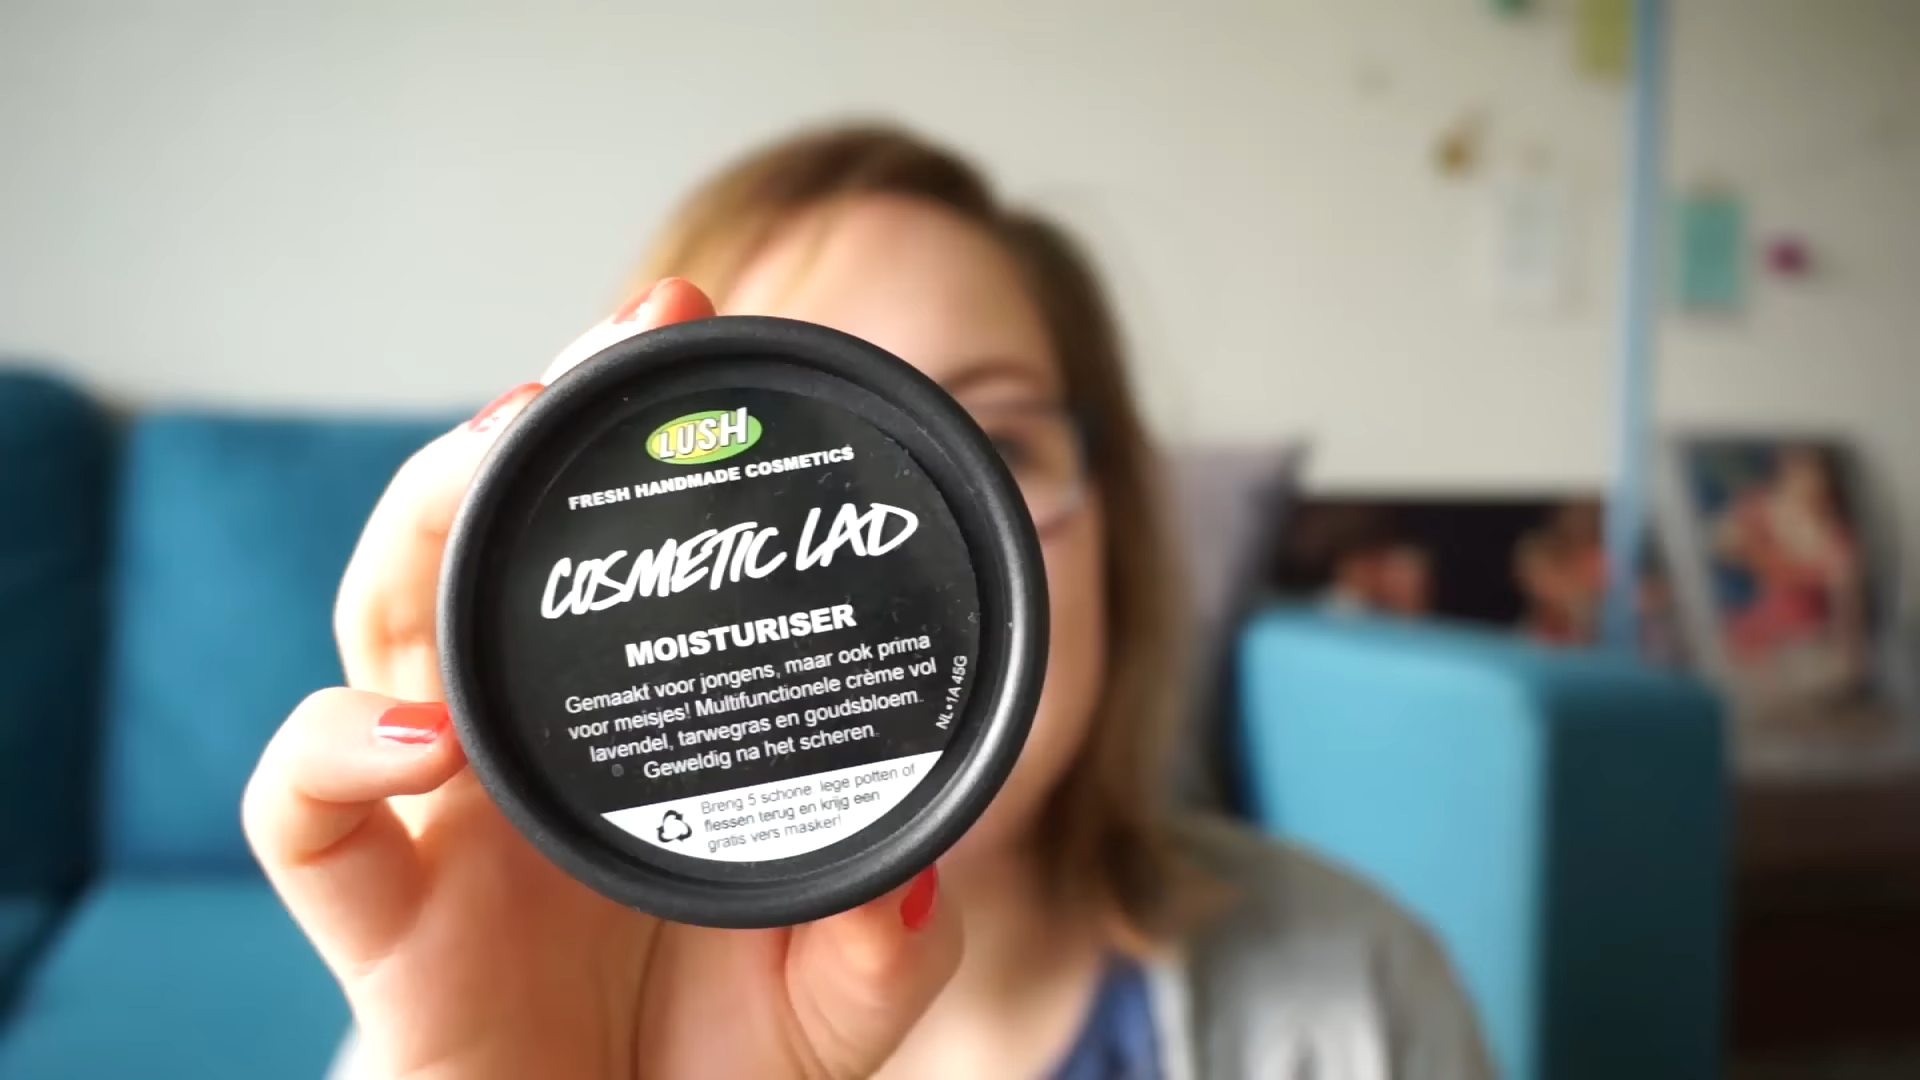 LUSH
FRESH HANDMADE COSMETICS
COSMETIC LAD
MOISTURISER
Gemaakt voor jongens, maar ook prima
voor meisjes! Multifunctionele crème vol
lavendel, tarwegras en goudsbloem.
Geweldig na het scheren.
NL•1A45G
Breng 5 schone, lege potten of
flessen terug en krijg een
gratis vers masker!